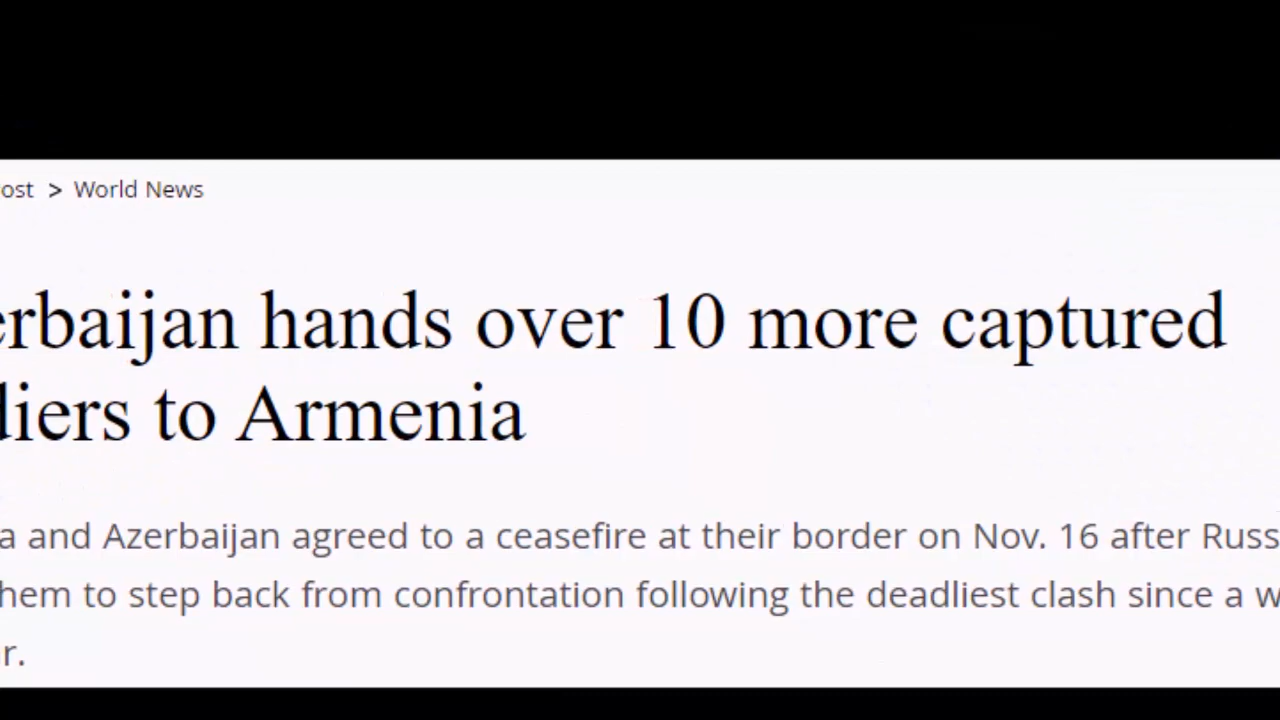 ost > World News
erbaijan hands over 10 more captured
diers to Armenia
a and Azerbaijan agreed to a ceasefire at their border on Nov. 16 after Russ
hem to step back from confrontation following the deadliest clash since a w
r.